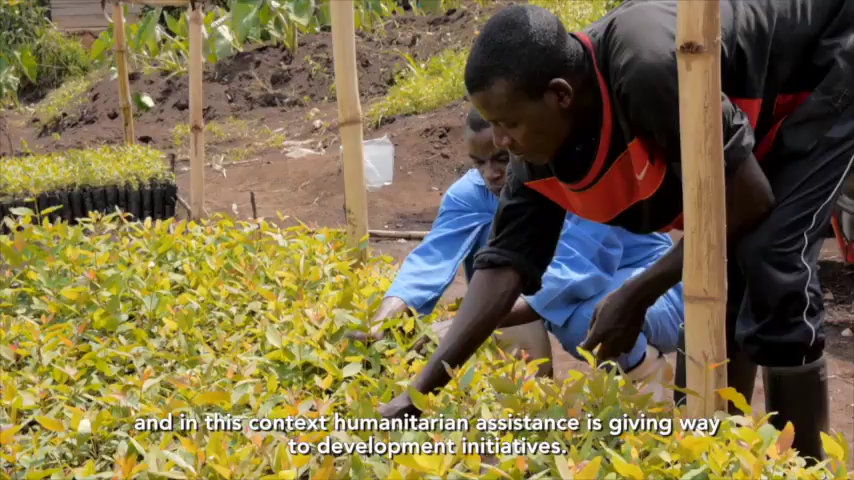 and in this context humanitarian assistance is giving way
to development initiatives.